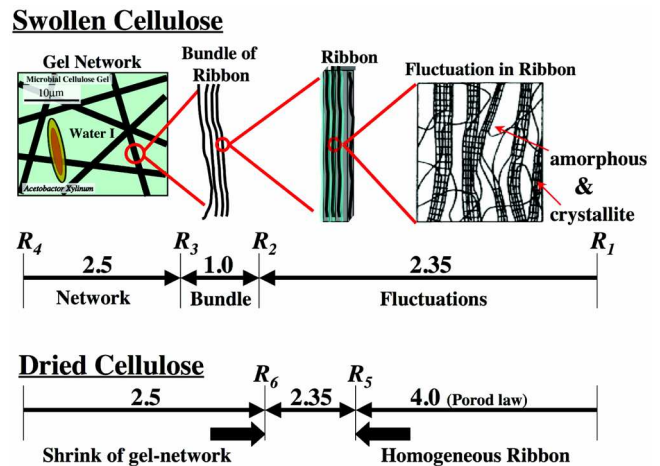 Swollen Cellulose
Gel Network
Microbial Cellulose Gel
10μm
Water I
Acetobactor Xylinum
Bundle of
Ribbon
Ribbon
Fluctuation in Ribbon
amorphous
&
crystallite
R4 R3 R2 R1
2.5 1.0 2.35
Network Bundle Fluctuations
Dried Cellulose
R6 R5
2.5 2.35 4.0 (Porod law)
Shrink of gel-network Homogeneous Ribbon